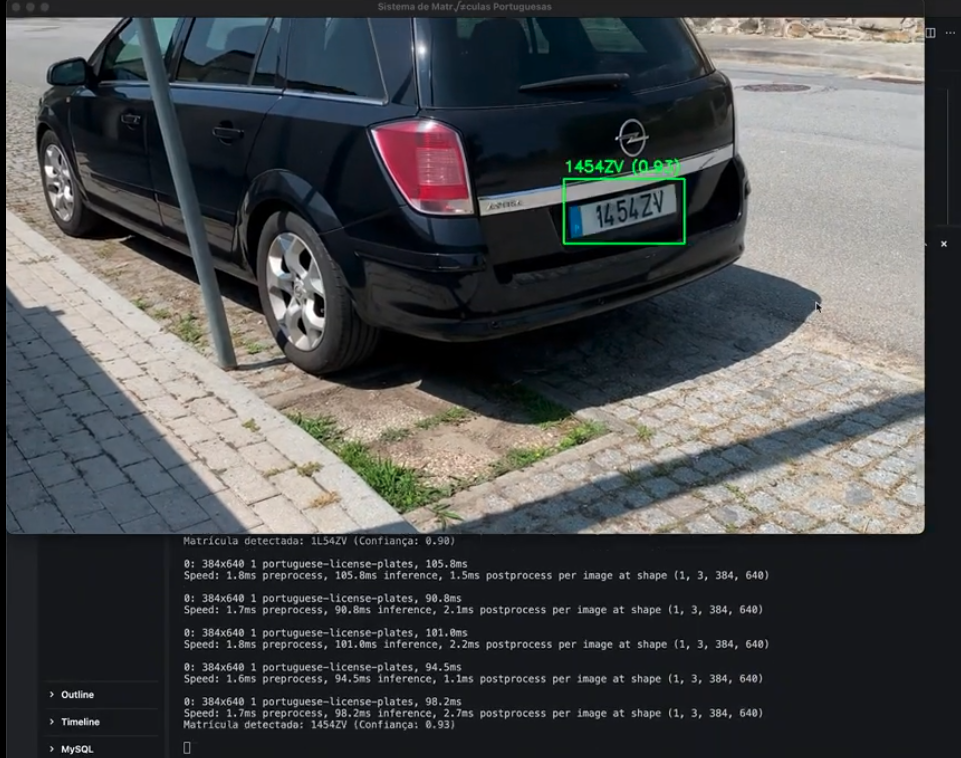 Sistema de Matr√≠culas Portuguesas
1454ZV (0.93)
1454ZV
Matrícula detectada: 1L54ZV (Confiança: 0.90)
0: 384x640 1 portuguese-license-plates, 105.8ms
Speed: 1.8ms preprocess, 105.8ms inference, 1.5ms postprocess per image at shape (1, 3, 384, 640)
0: 384x640 1 portuguese-license-plates, 90.8ms
Speed: 1.7ms preprocess, 90.8ms inference, 2.1ms postprocess per image at shape (1, 3, 384, 640)
0: 384x640 1 portuguese-license-plates, 101.0ms
Speed: 1.8ms preprocess, 101.0ms inference, 2.2ms postprocess per image at shape (1, 3, 384, 640)
0: 384x640 1 portuguese-license-plates, 94.5ms
Speed: 1.6ms preprocess, 94.5ms inference, 1.1ms postprocess per image at shape (1, 3, 384, 640)
0: 384x640 1 portuguese-license-plates, 98.2ms
Speed: 1.7ms preprocess, 98.2ms inference, 2.7ms postprocess per image at shape (1, 3, 384, 640)
Matrícula detectada: 1454ZV (Confiança: 0.93)
Outline
Timeline
MySQL